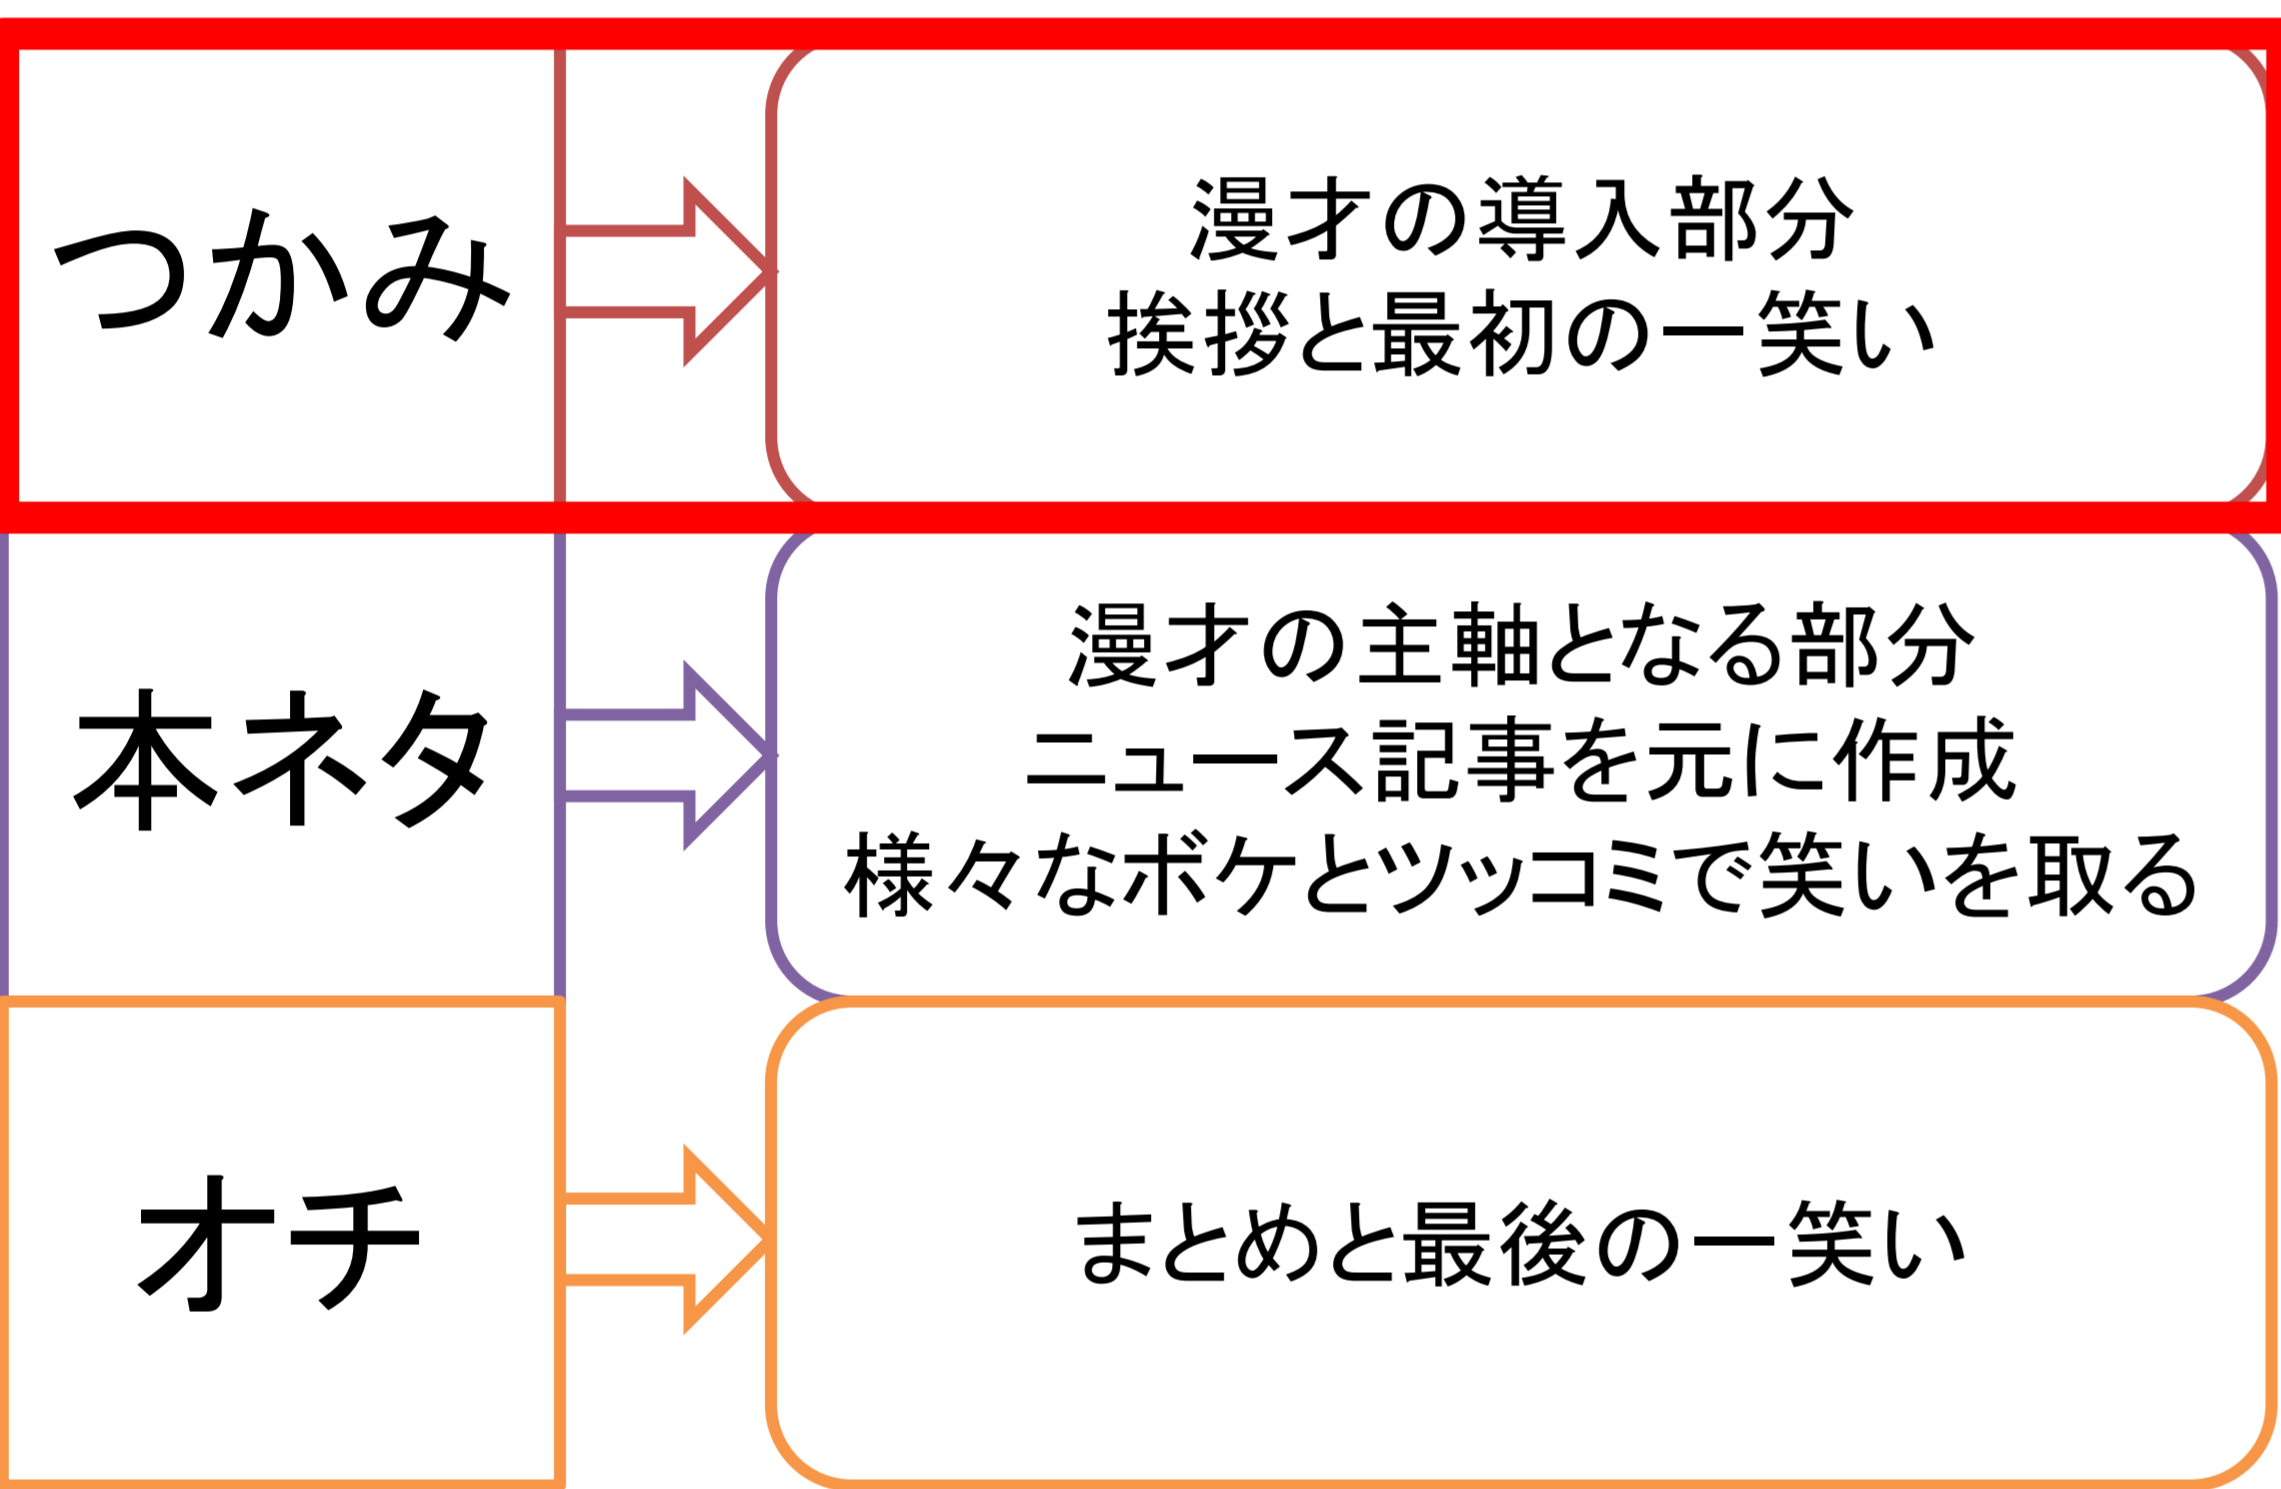 つかみ
漫才の導入部分
挨拶と最初の一笑い
本ネタ
漫才の主軸となる部分
ニュース記事を元に作成
様々なボケとツッコミで笑いを取る
オチ
まとめと最後の一笑い